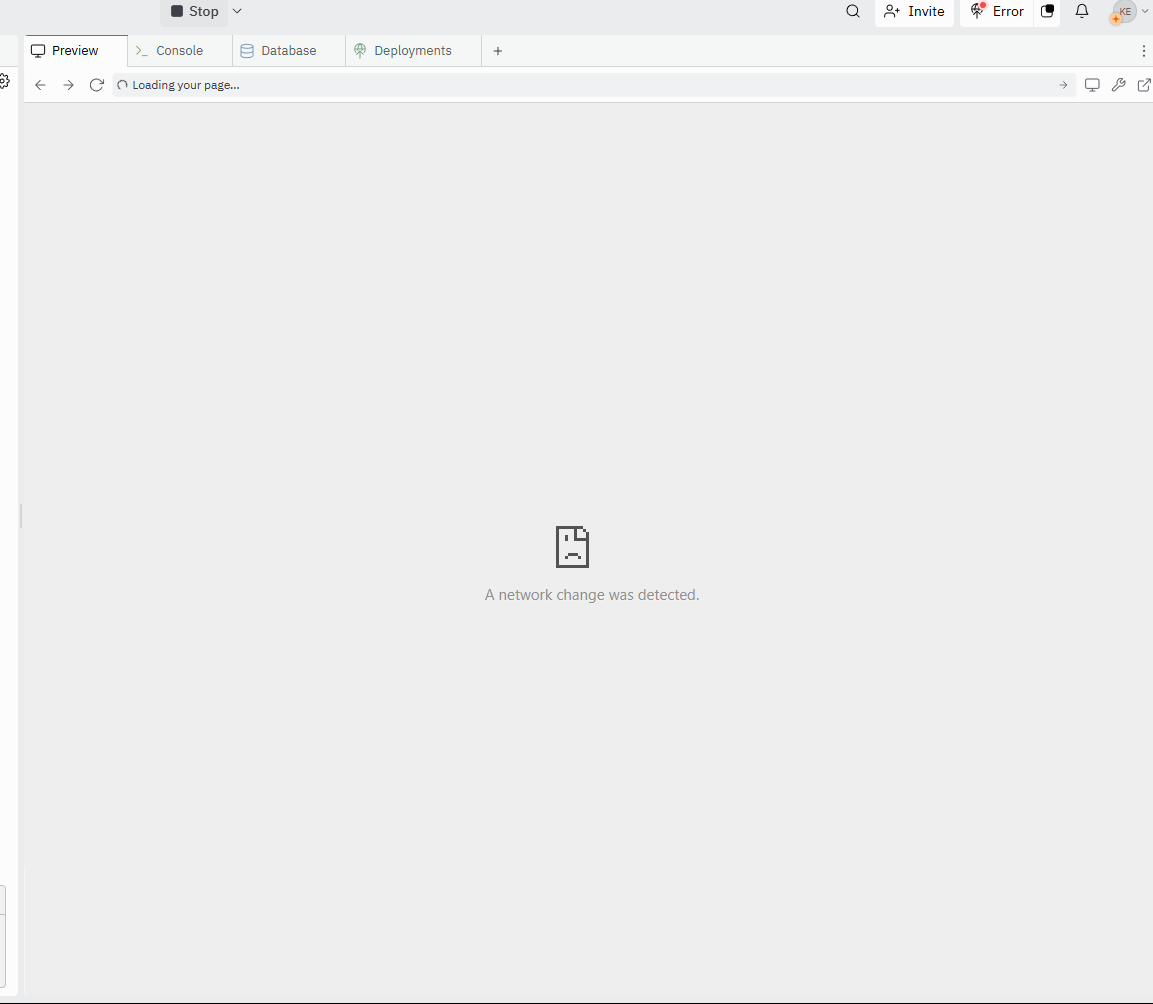 Stop
Invite
Error
KE
Preview
Console
Database
Deployments
Loading your page...
A network change was detected.